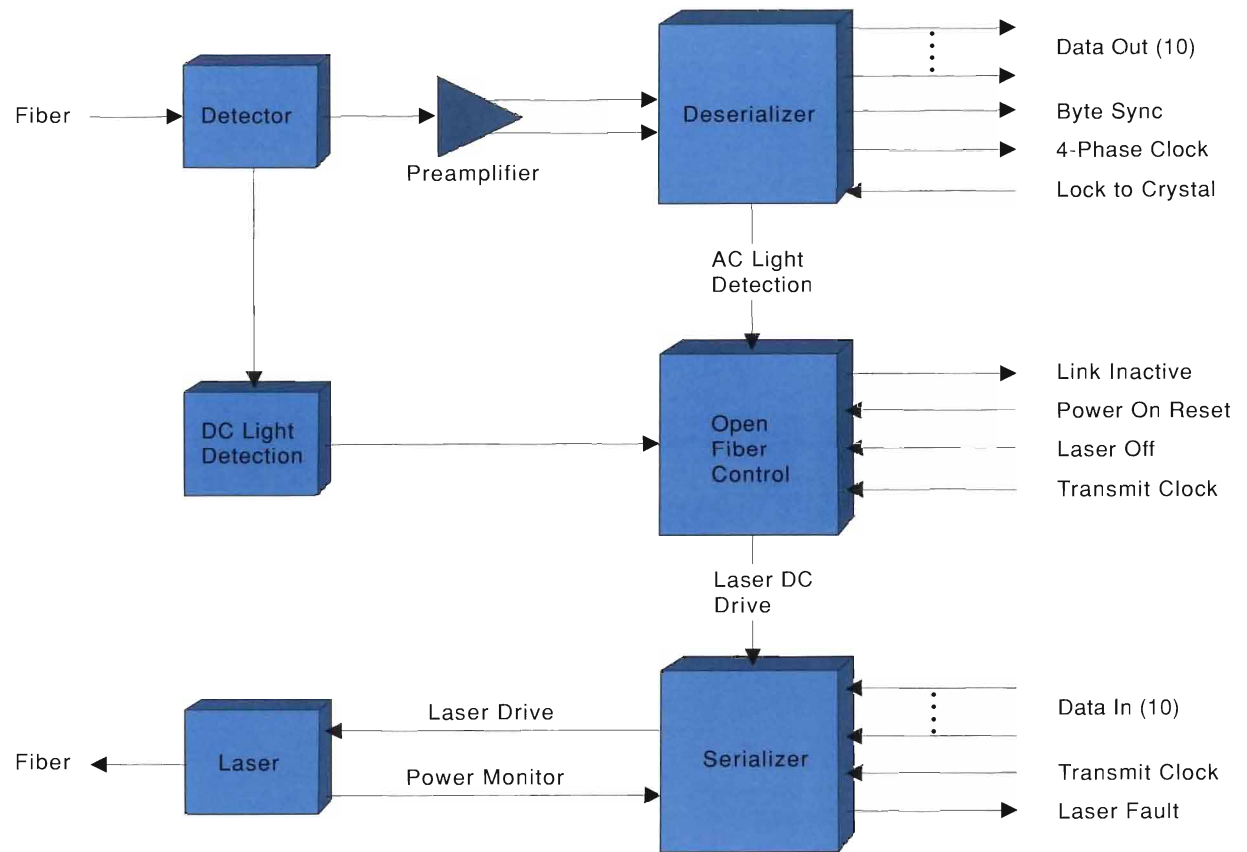 Fiber
Detector
Preamplifier
Deserializer
Data Out (10)
Byte Sync
4-Phase Clock
Lock to Crystal
AC Light
Detection
DC Light
Detection
Open
Fiber
Control
Link Inactive
Power On Reset
Laser Off
Transmit Clock
Laser DC
Drive
Fiber
Laser
Laser Drive
Power Monitor
Serializer
Data In (10)
Transmit Clock
Laser Fault